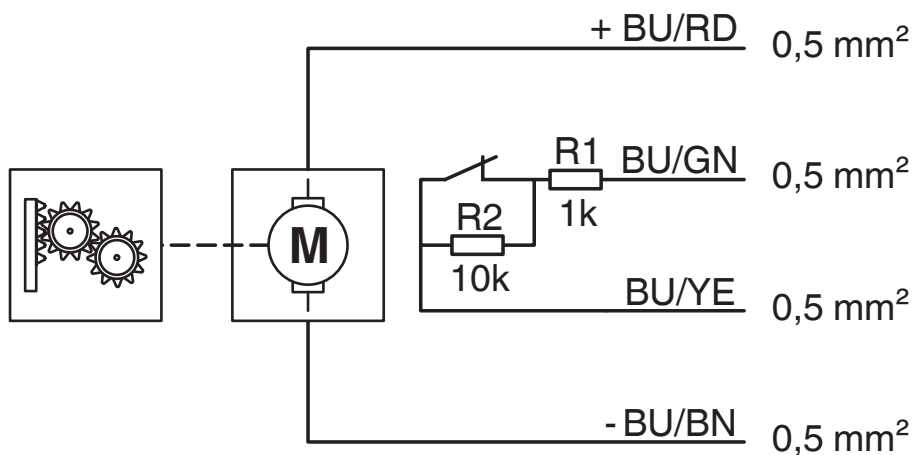 + BU/RD 0,5 mm²
R1 BU/GN 0,5 mm²
1k
R2
10k
M
BU/YE 0,5 mm²
- BU/BN 0,5 mm²